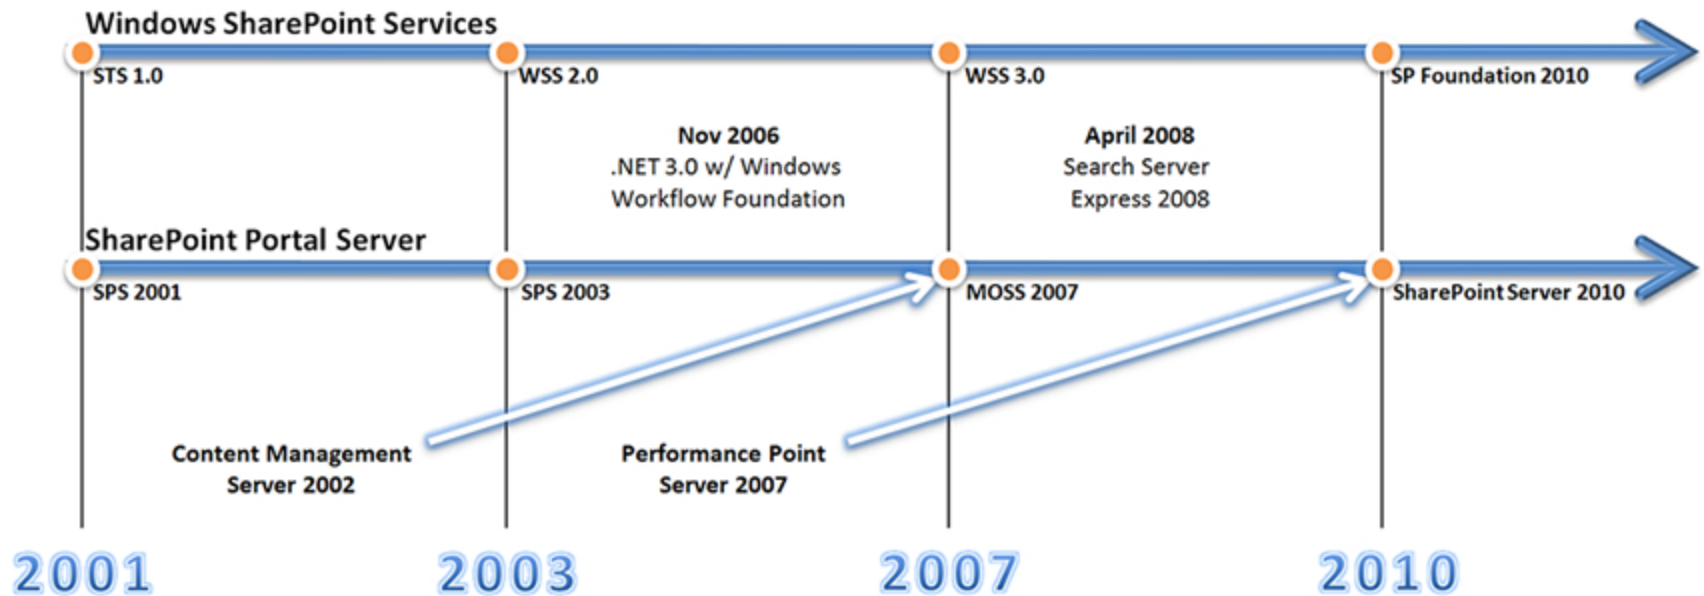 Windows SharePoint Services
STS 1.0
WSS 2.0
WSS 3.0
SP Foundation 2010
Nov 2006
.NET 3.0 w/ Windows
Workflow Foundation
April 2008
Search Server
Express 2008
SharePoint Portal Server
SPS 2001
SPS 2003
MOSS 2007
SharePoint Server 2010
Content Management
Server 2002
Performance Point
Server 2007
2001
2003
2007
2010